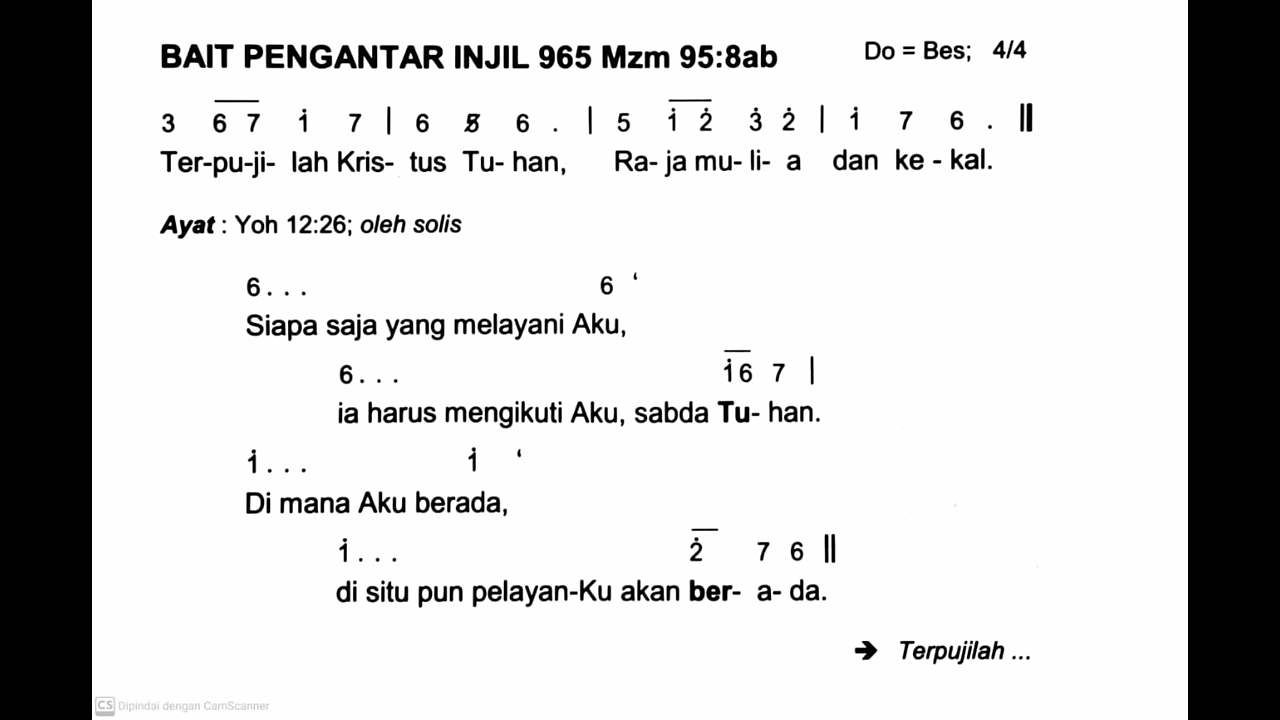 BAIT PENGANTAR INJIL 965 Mzm 95:8ab Do = Bes; 4/4
3 6 7 1̇ 7 | 6 5̸ 6 . | 5 1̇ 2̇ 3̇ 2̇ | 1̇ 7 6 . ||
Ter-pu-ji- lah Kris- tus Tu- han, Ra- ja mu- li- a dan ke - kal.
Ayat : Yoh 12:26; oleh solis
6 . . . 6 ‘
Siapa saja yang melayani Aku,
6 . . . 1̇6 7 |
ia harus mengikuti Aku, sabda Tu- han.
1̇ . . . 1̇ ‘
Di mana Aku berada,
1̇ . . . 2̇ 7 6 ||
di situ pun pelayan-Ku akan ber- a- da.
➔ Terpujilah ...
CS Dipindai dengan CamScanner